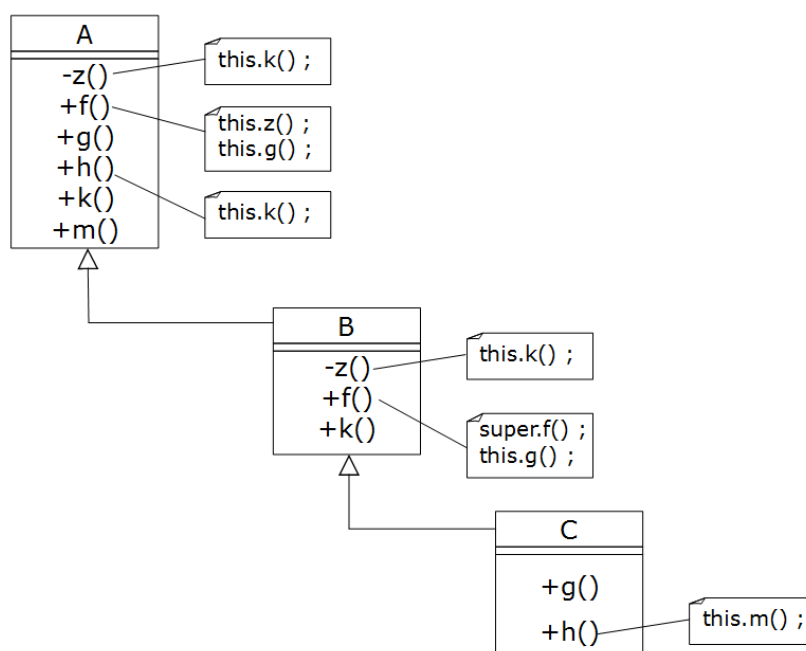 A
-z()
+f()
+g()
+h()
+k()
+m()
this.k() ;
this.z() ;
this.g() ;
this.k() ;
B
-z()
+f()
+k()
this.k() ;
super.f() ;
this.g() ;
C
+g()
+h()
this.m() ;